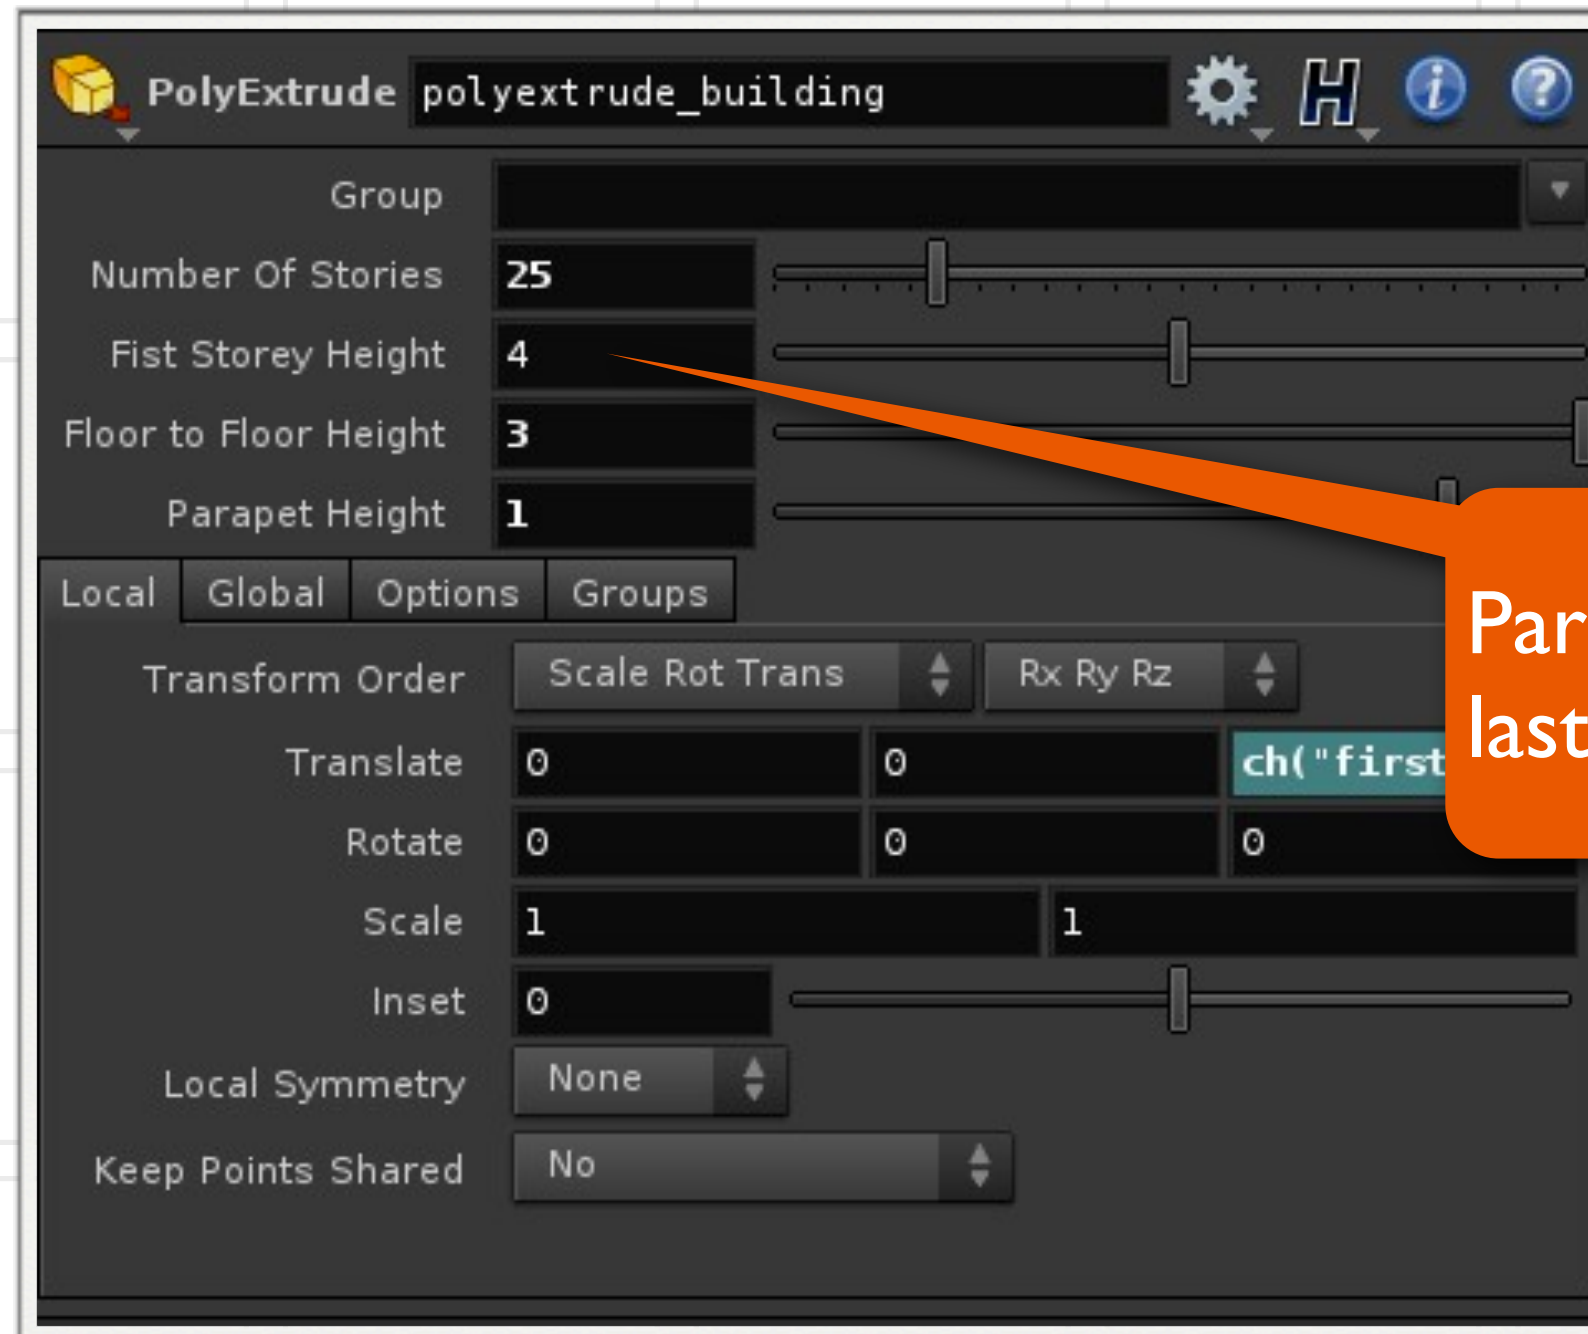 PolyExtrude polyextrude_building
Group
Number Of Stories 25
Fist Storey Height 4
Floor to Floor Height 3
Parapet Height 1
Local Global Options Groups
Transform Order Scale Rot Trans Rx Ry Rz
Translate 0 0 ch("first
Rotate 0 0 0
Scale 1 1
Inset 0
Local Symmetry None
Keep Points Shared No
Par
last